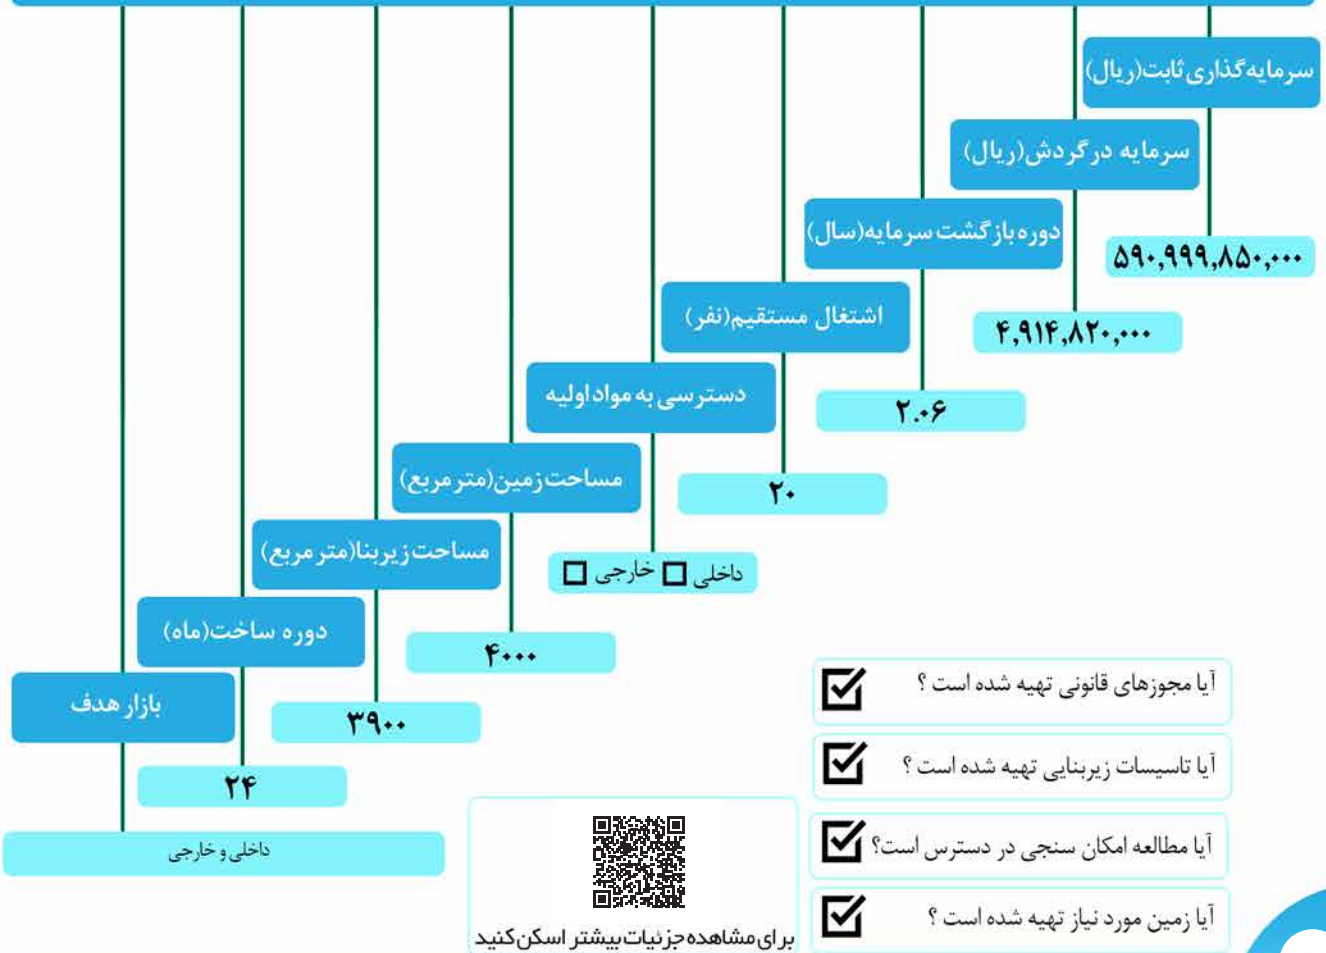 سرمایه‌گذاری ثابت(ریال)
۵۹۰,۹۹۹,۸۵۰,۰۰۰
سرمایه در گردش(ریال)
۴,۹۱۴,۸۲۰,۰۰۰
دوره بازگشت سرمایه(سال)
۲.۰۶
اشتغال مستقیم(نفر)
۲۰
دسترسی به مواد اولیه
داخلی □ خارجی □
مساحت زمین(متر مربع)
۴۰۰۰
مساحت زیربنا(متر مربع)
۳۹۰۰
دوره ساخت(ماه)
۲۴
بازار هدف
داخلی و خارجی
آیا مجوزهای قانونی تهیه شده است ؟
آیا تاسیسات زیربنایی تهیه شده است ؟
آیا مطالعه امکان سنجی در دسترس است؟
آیا زمین مورد نیاز تهیه شده است ؟
برای مشاهده جزئیات بیشتر اسکن کنید